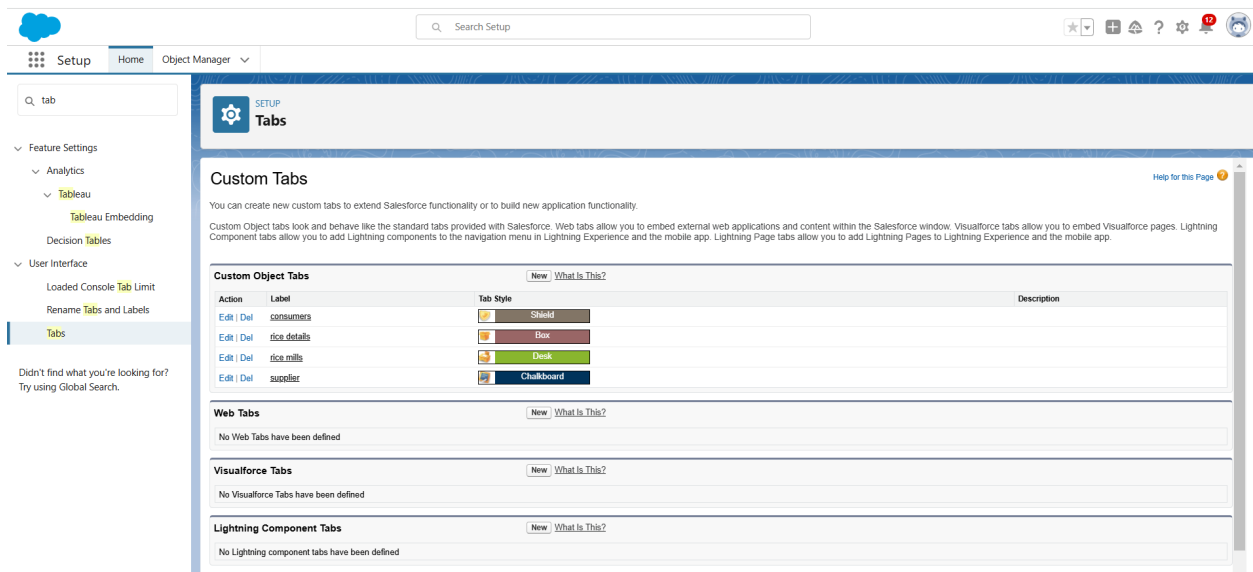 Search Setup
12
Setup
Home
Object Manager
tab
Feature Settings
Analytics
Tableau
Tableau Embedding
Decision Tables
User Interface
Loaded Console Tab Limit
Rename Tabs and Labels
Tabs
Didn't find what you're looking for?
Try using Global Search.
SETUP
Tabs
Custom Tabs
Help for this Page
You can create new custom tabs to extend Salesforce functionality or to build new application functionality.
Custom Object tabs look and behave like the standard tabs provided with Salesforce. Web tabs allow you to embed external web applications and content within the Salesforce window. Visualforce tabs allow you to embed Visualforce pages. Lightning
Component tabs allow you to add Lightning components to the navigation menu in Lightning Experience and the mobile app. Lightning Page tabs allow you to add Lightning Pages to Lightning Experience and the mobile app.
Custom Object Tabs New What Is This?
Action Label Tab Style Description
Edit | Del consumers Shield
Edit | Del rice details Box
Edit | Del rice mills Desk
Edit | Del supplier Chalkboard
Web Tabs New What Is This?
No Web Tabs have been defined
Visualforce Tabs New What Is This?
No Visualforce Tabs have been defined
Lightning Component Tabs New What Is This?
No Lightning component tabs have been defined